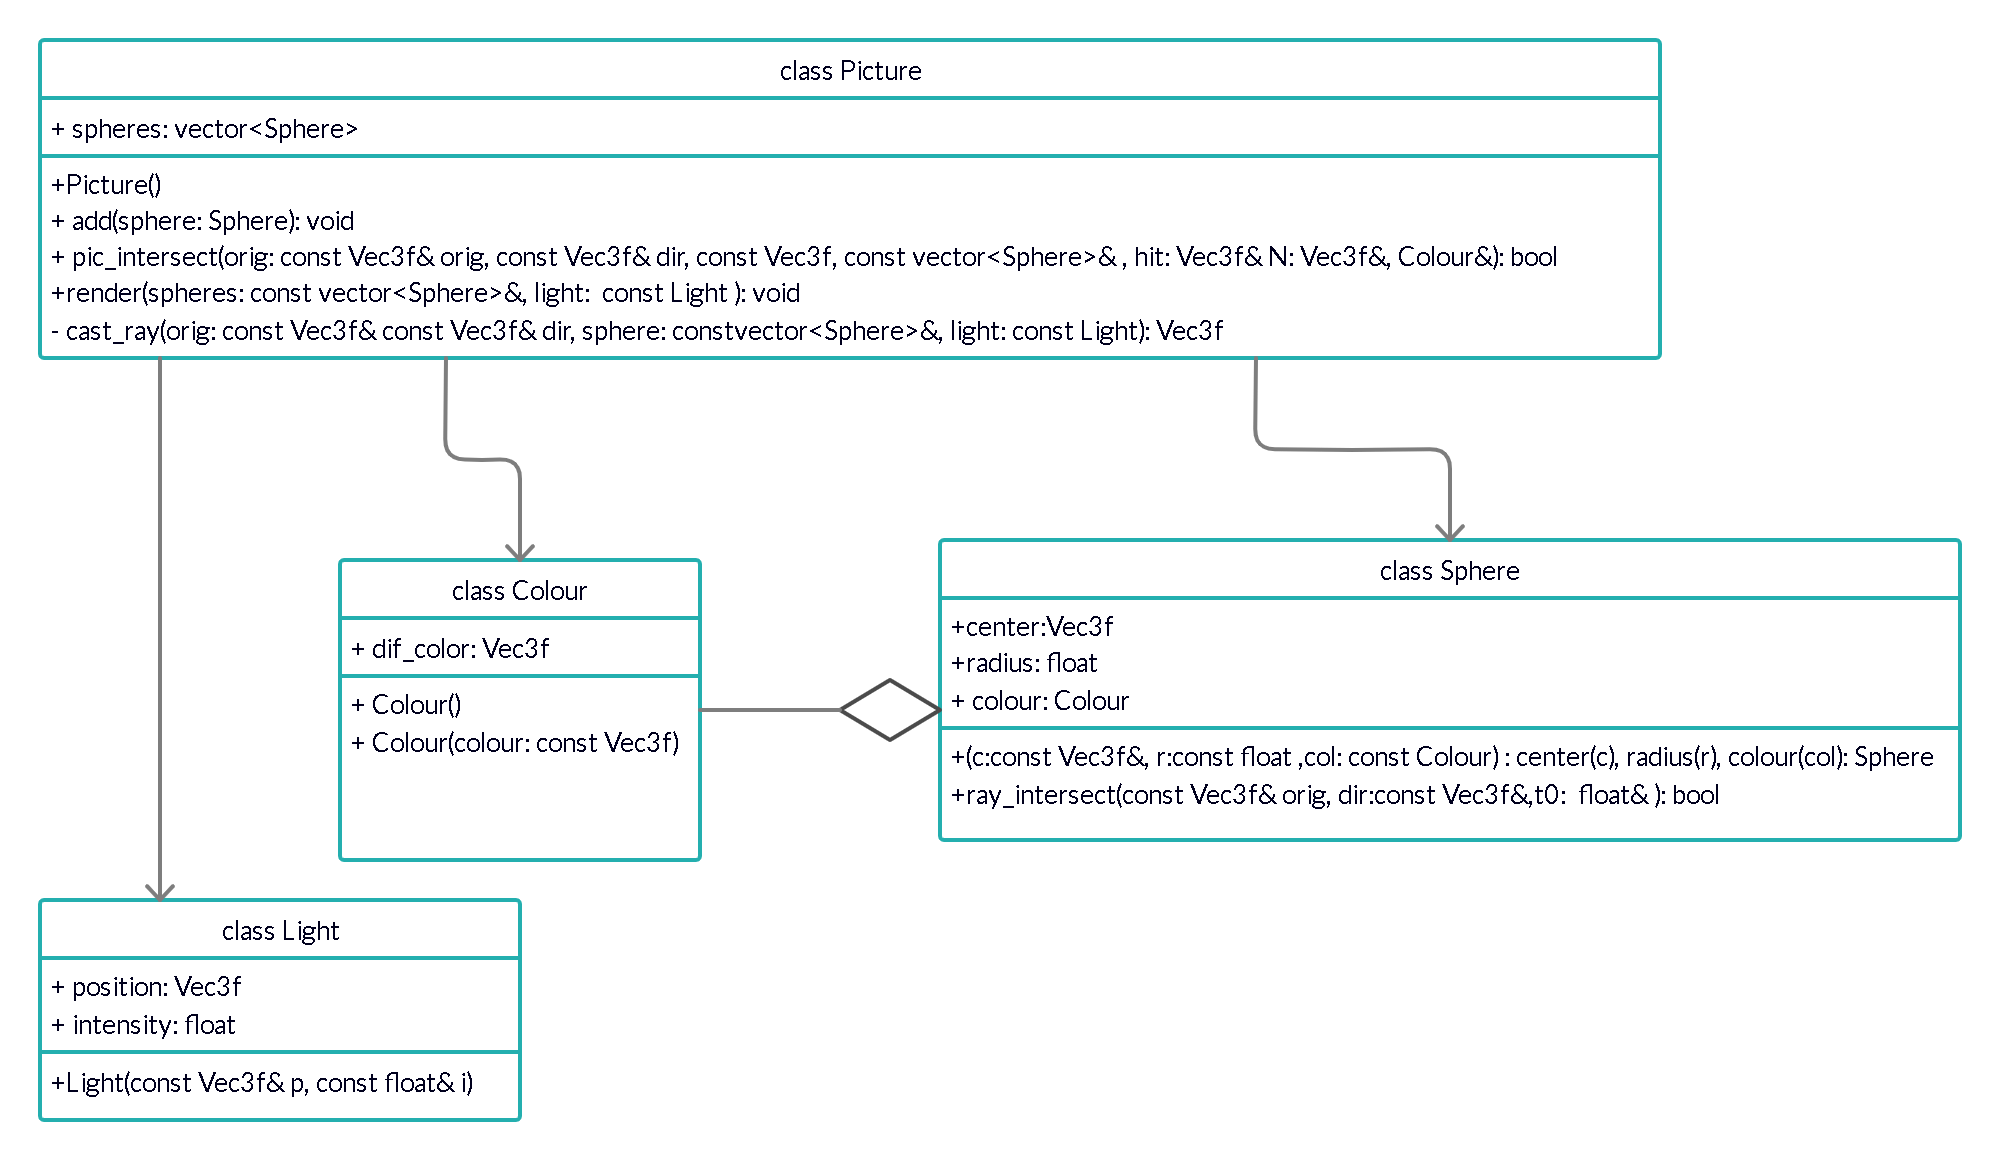 class Picture
+ spheres: vector<Sphere>
+Picture()
+ add(sphere: Sphere): void
+ pic_intersect(orig: const Vec3f& orig, const Vec3f& dir, const Vec3f, const vector<Sphere>& , hit: Vec3f& N: Vec3f&, Colour&): bool
+render(spheres: const vector<Sphere>&, light:  const Light ): void
- cast_ray(orig: const Vec3f& const Vec3f& dir, sphere: constvector<Sphere>&, light: const Light): Vec3f
class Colour
+ dif_color: Vec3f
+ Colour()
+ Colour(colour: const Vec3f)
class Sphere
+center:Vec3f
+radius: float
+ colour: Colour
+(c:const Vec3f&, r:const float ,col: const Colour) : center(c), radius(r), colour(col): Sphere
+ray_intersect(const Vec3f& orig, dir:const Vec3f&,t0:  float& ): bool
class Light
+ position: Vec3f
+ intensity: float
+Light(const Vec3f& p, const float& i)